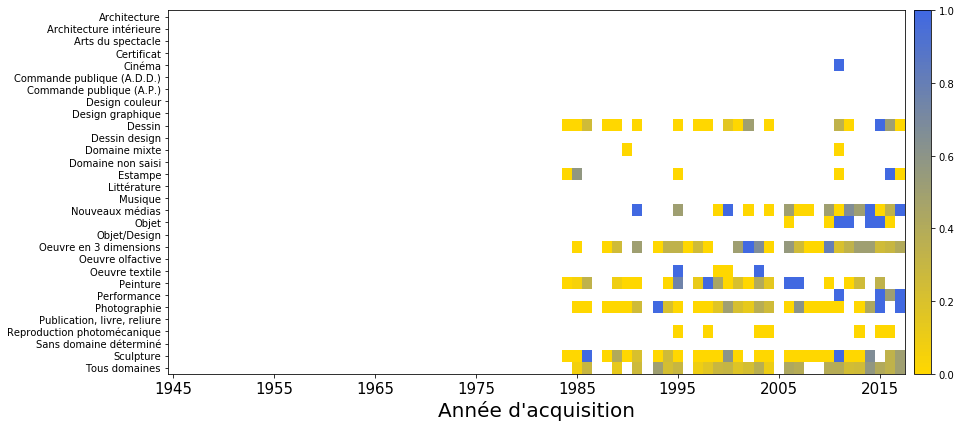 Architecture
Architecture intérieure
Arts du spectacle
Certificat
Cinéma
Commande publique (A.D.D.)
Commande publique (A.P.)
Design couleur
Design graphique
Dessin
Dessin design
Domaine mixte
Domaine non saisi
Estampe
Littérature
Musique
Nouveaux médias
Objet
Objet/Design
Oeuvre en 3 dimensions
Oeuvre olfactive
Oeuvre textile
Peinture
Performance
Photographie
Publication, livre, reliure
Reproduction photomécanique
Sans domaine déterminé
Sculpture
Tous domaines
1945 1955 1965 1975 1985 1995 2005 2015
Année d'acquisition
1.0
0.8
0.6
0.4
0.2
0.0